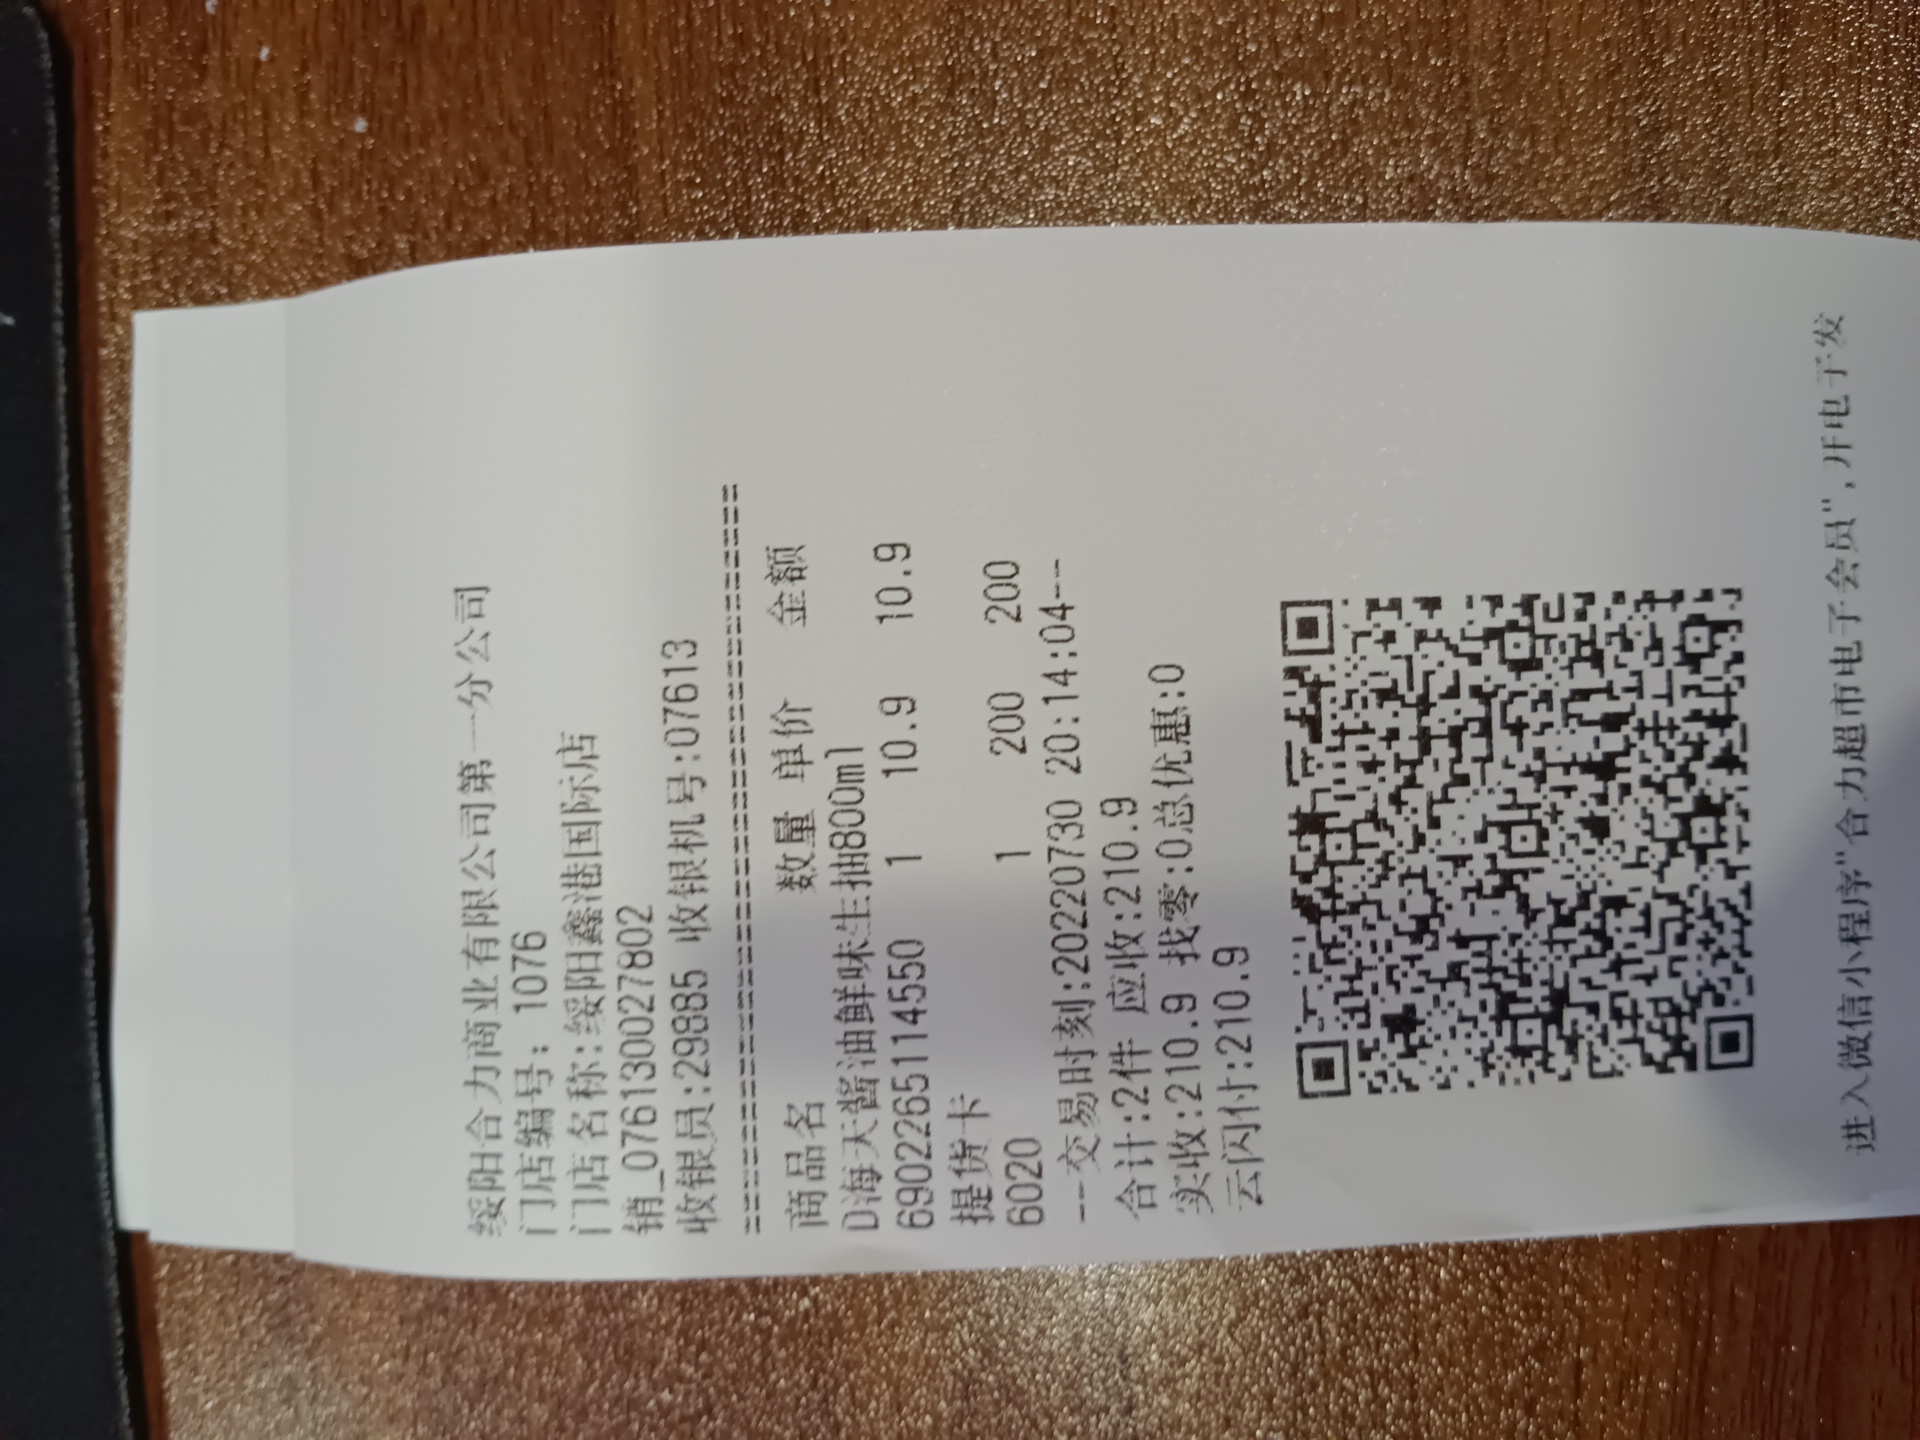 绥阳合力商业有限公司第一分公司
门店编号: 1076
门店名称:绥阳鑫港国际店
销_0761300027802
收银员:29885 收银机号:07613
========================================
商品名 数量 单价 金额
D海天酱油鲜味生抽800ml
6902265114550 1 10.9 10.9
提货卡
6020 1 200 200
--交易时刻:20220730 20:14:04--
合计:2件 应收:210.9
实收:210.9 找零:0总优惠:0
云闪付:210.9
进入微信小程序"合力超市电子会员", 开电子发